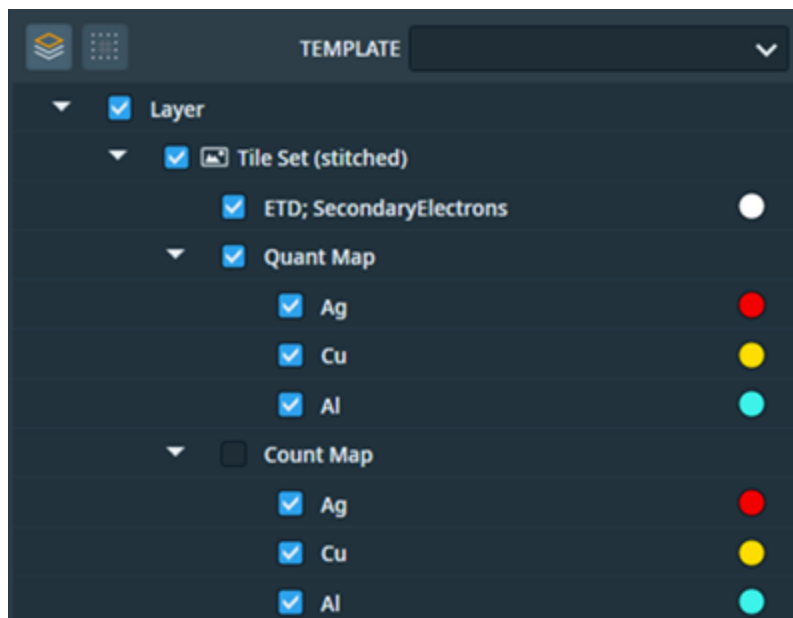 TEMPLATE
Layer
Tile Set (stitched)
ETD; SecondaryElectrons
Quant Map
Ag
Cu
Al
Count Map
Ag
Cu
Al